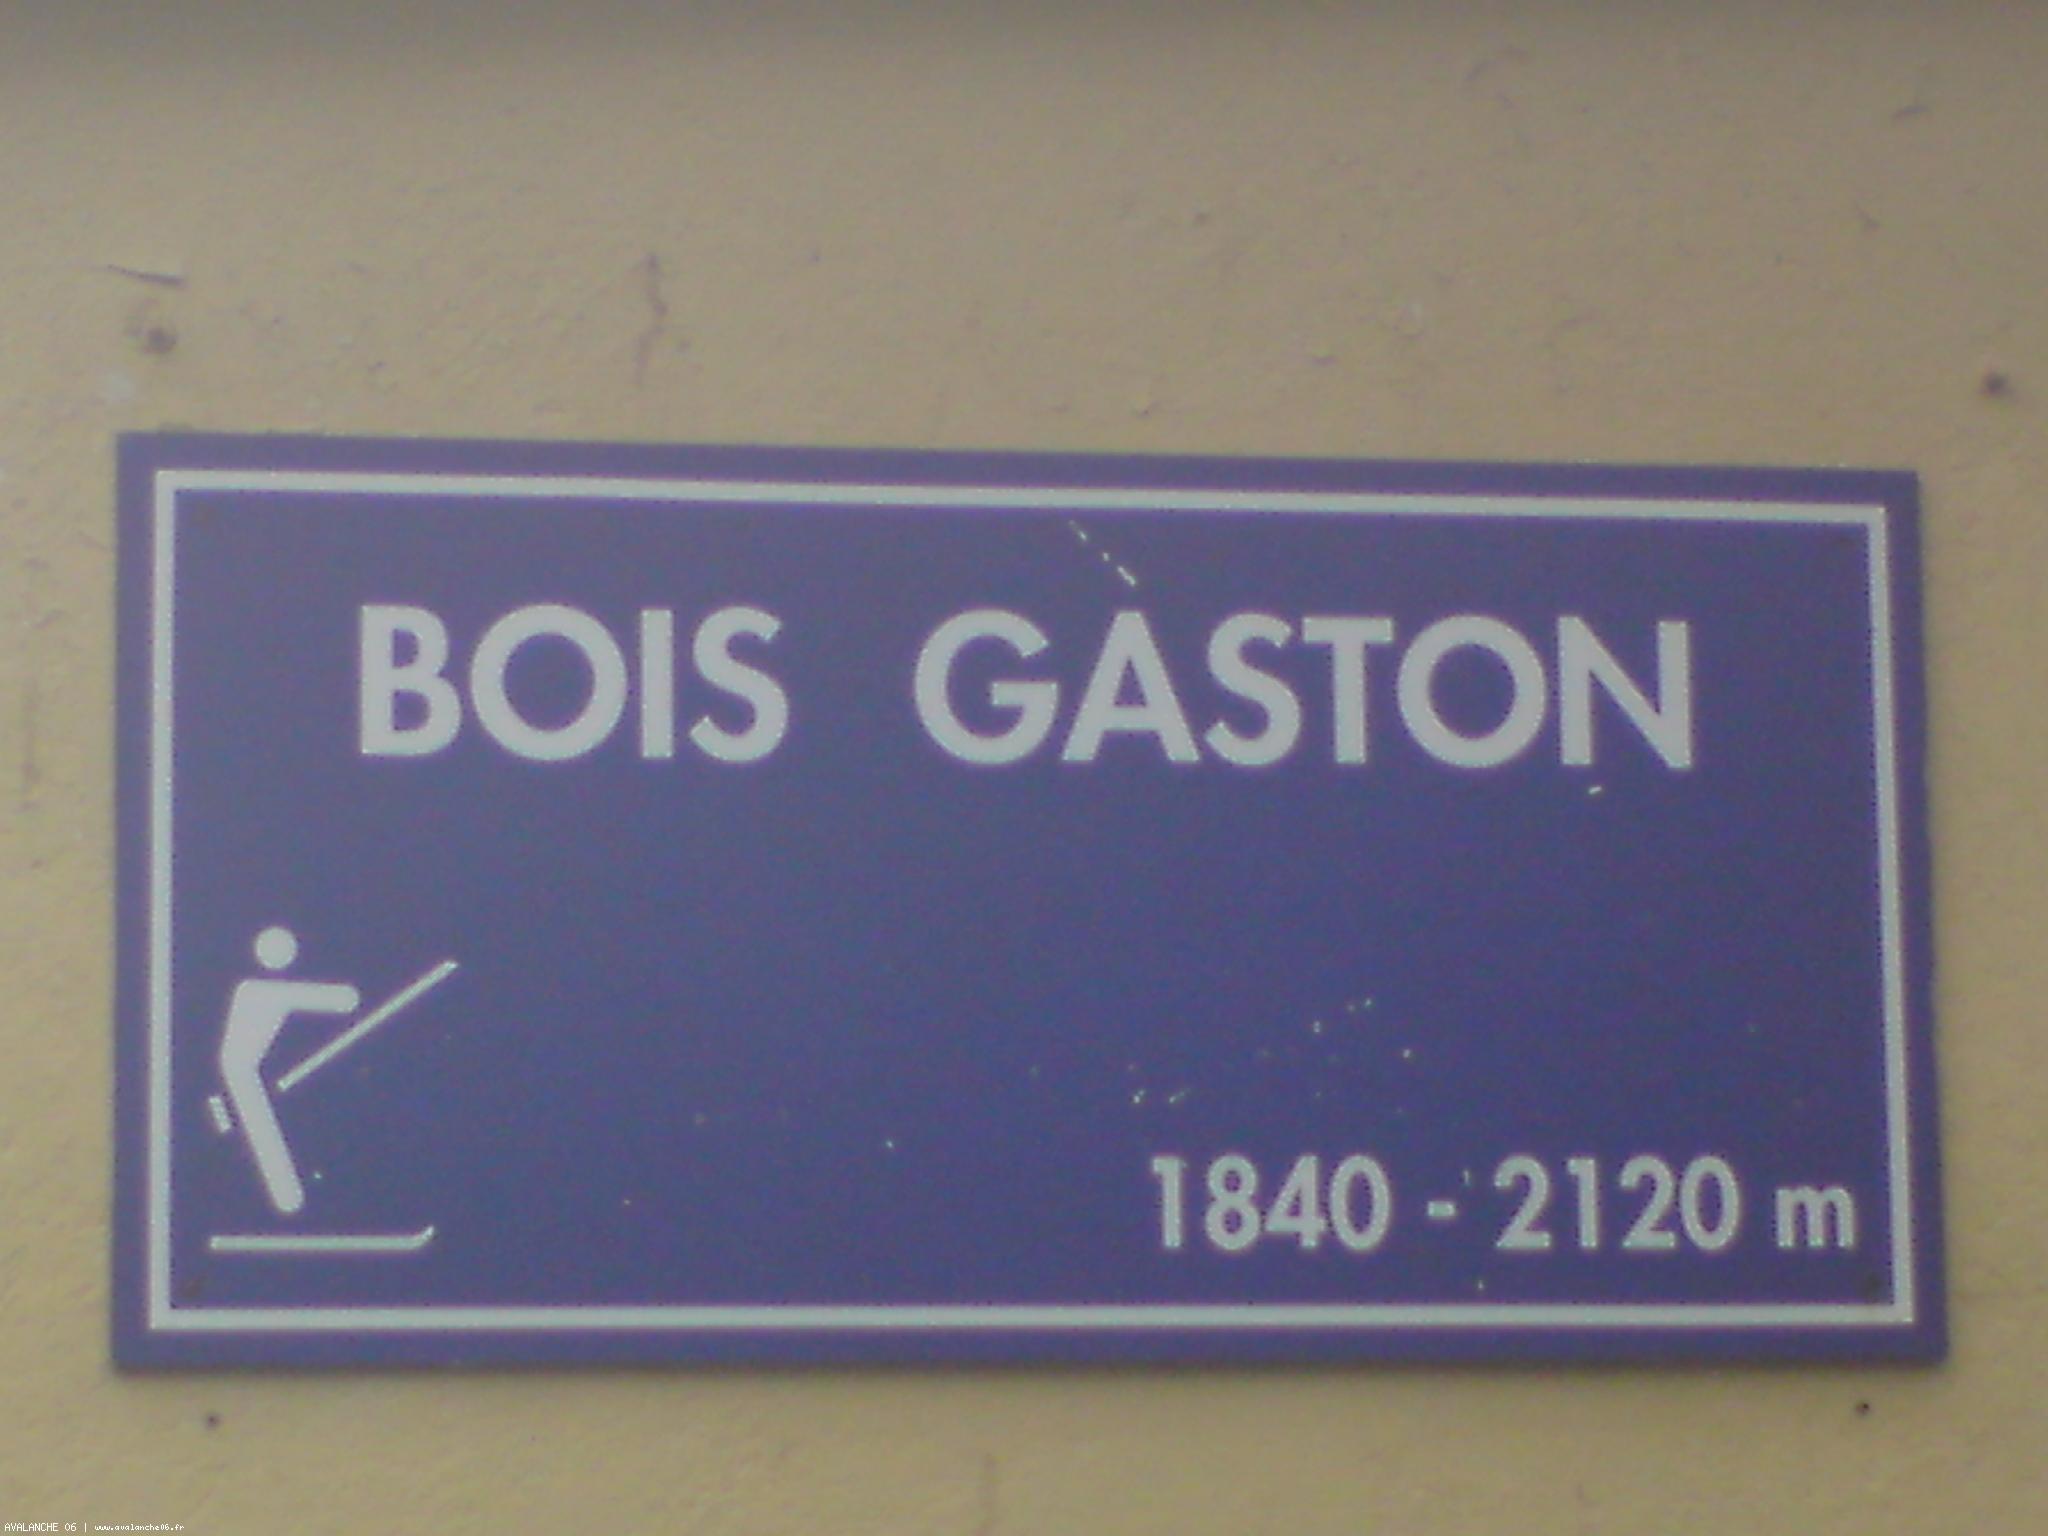 BOIS GASTON
1840 - 2120 m
AVALANCHE 06 | www.avalanche06.fr